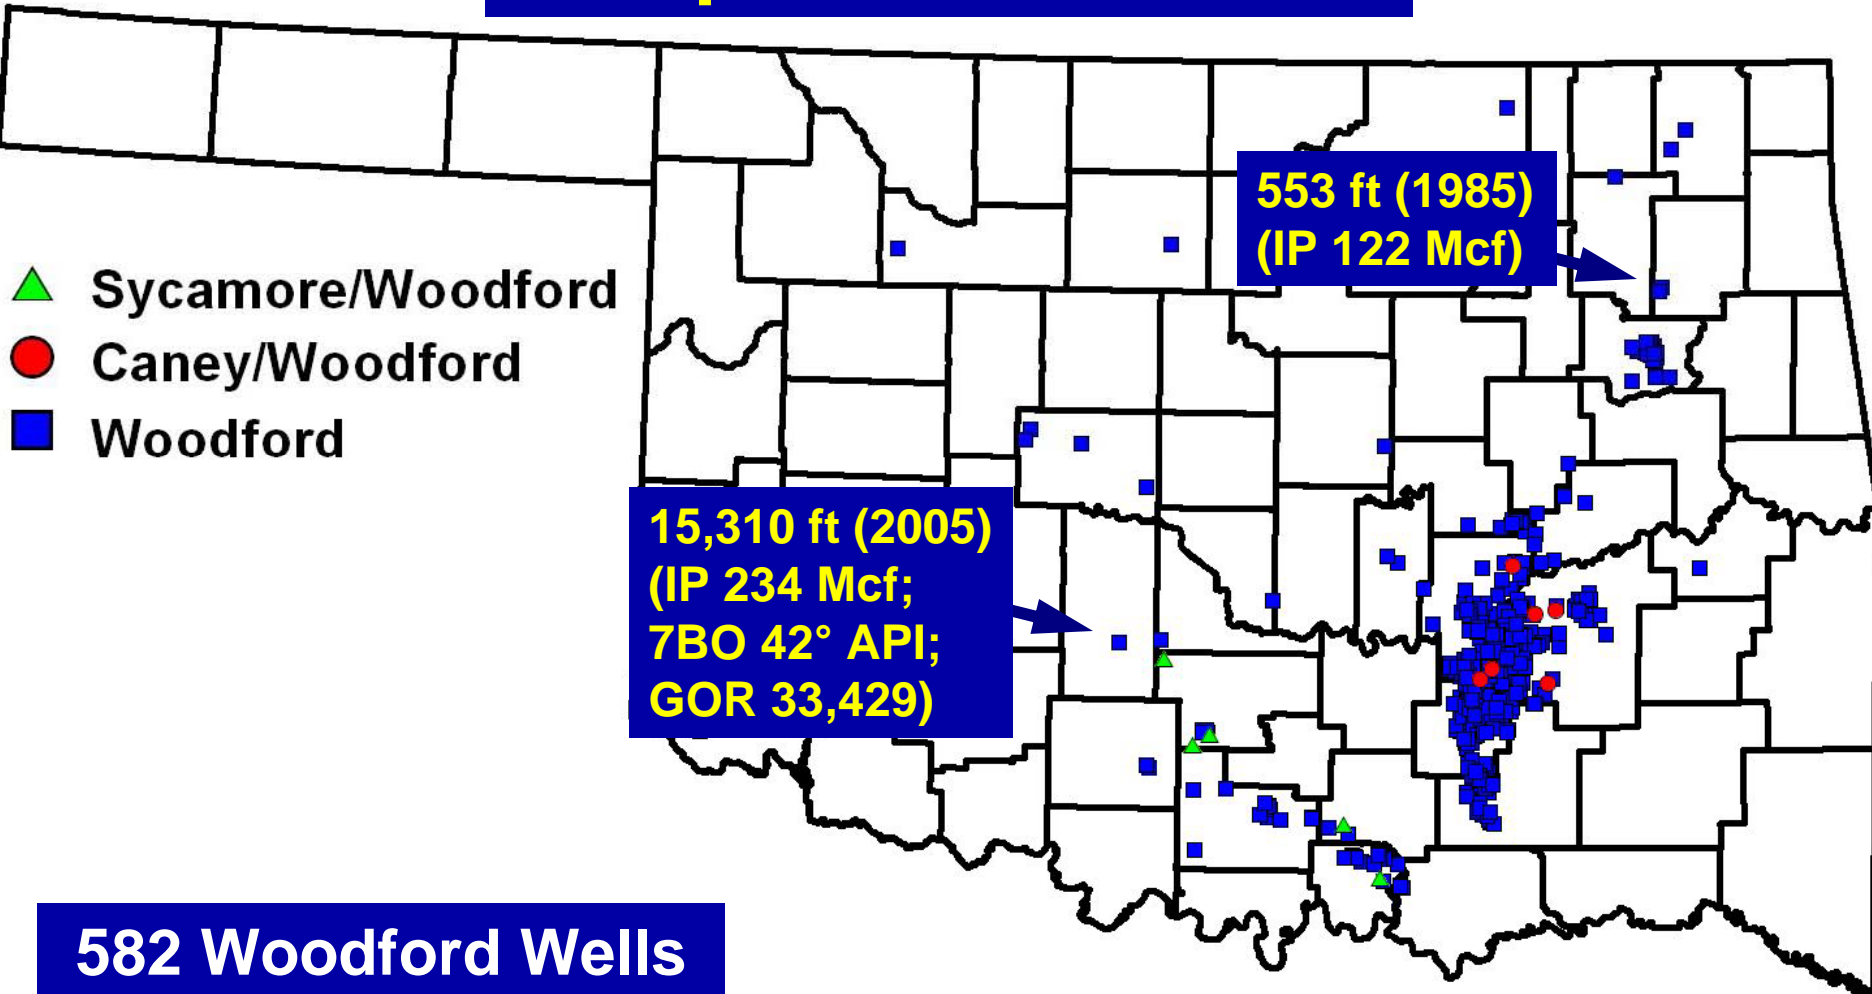 553 ft (1985)
(IP 122 Mcf)
Sycamore/Woodford
Caney/Woodford
Woodford
15,310 ft (2005)
(IP 234 Mcf;
7BO 42° API;
GOR 33,429)
582 Woodford Wells